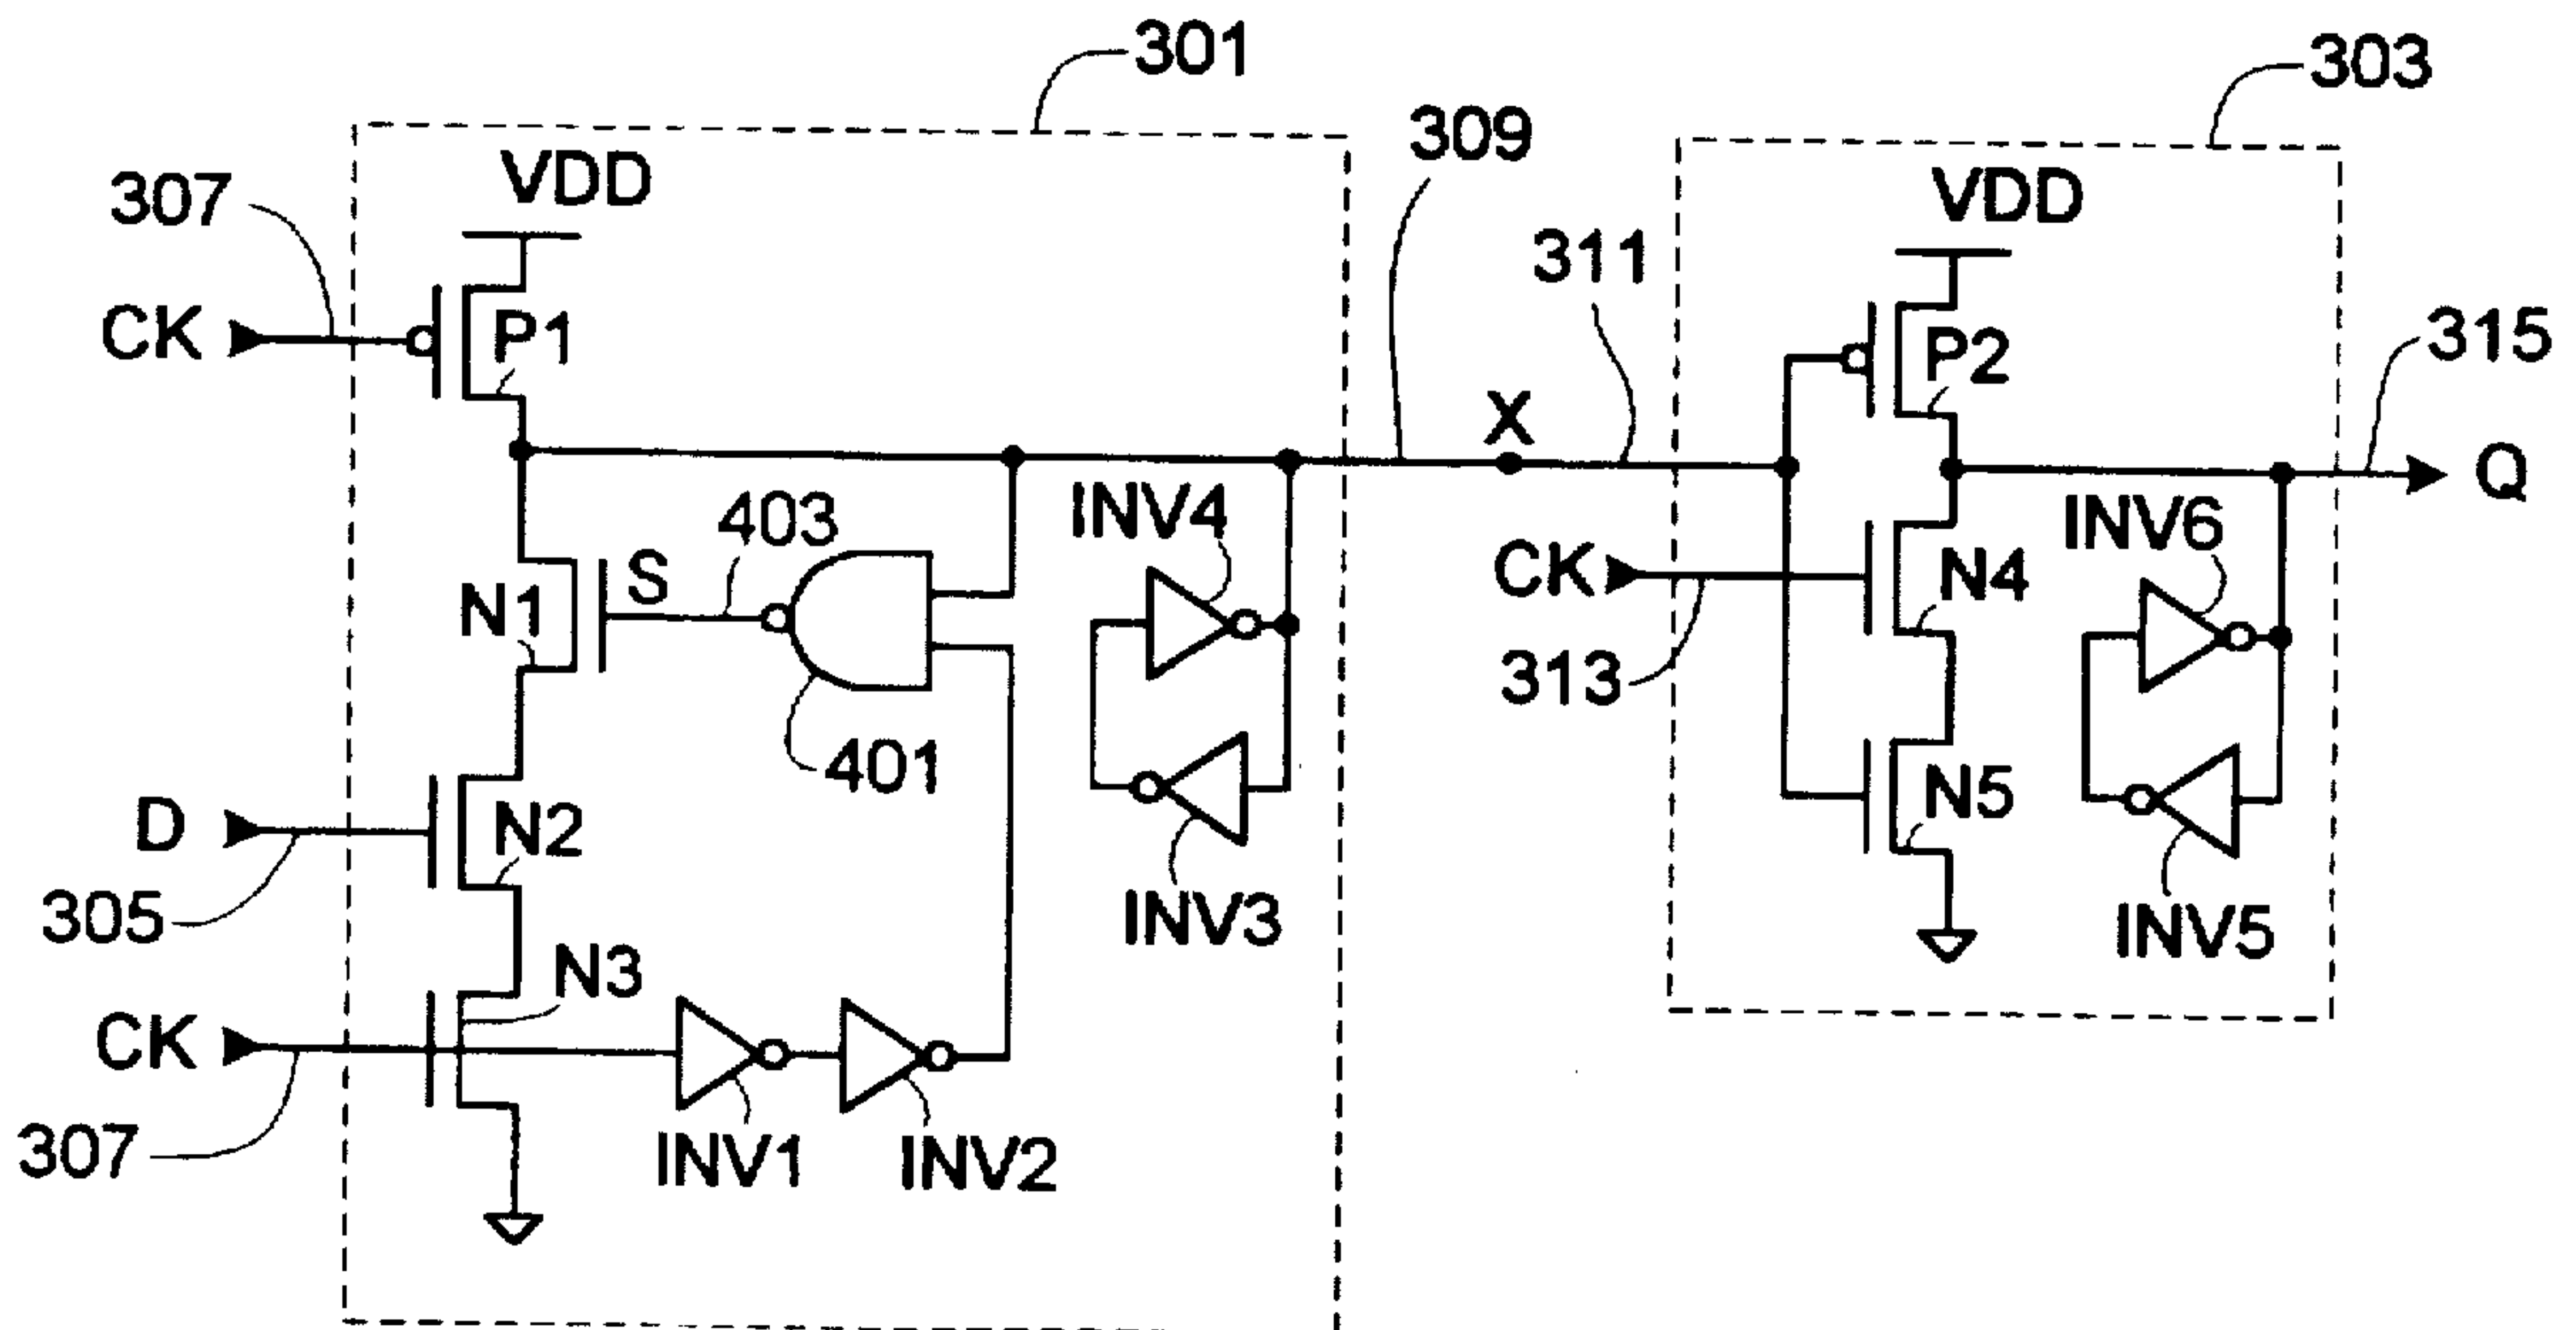 301
303
309
VDD
VDD
307
311
CK
P1
P2
315
X
Q
403
INV4
INV6
S
CK
N4
N1
313
401
D
N2
N5
305
INV3
INV5
N3
CK
307
INV1
INV2